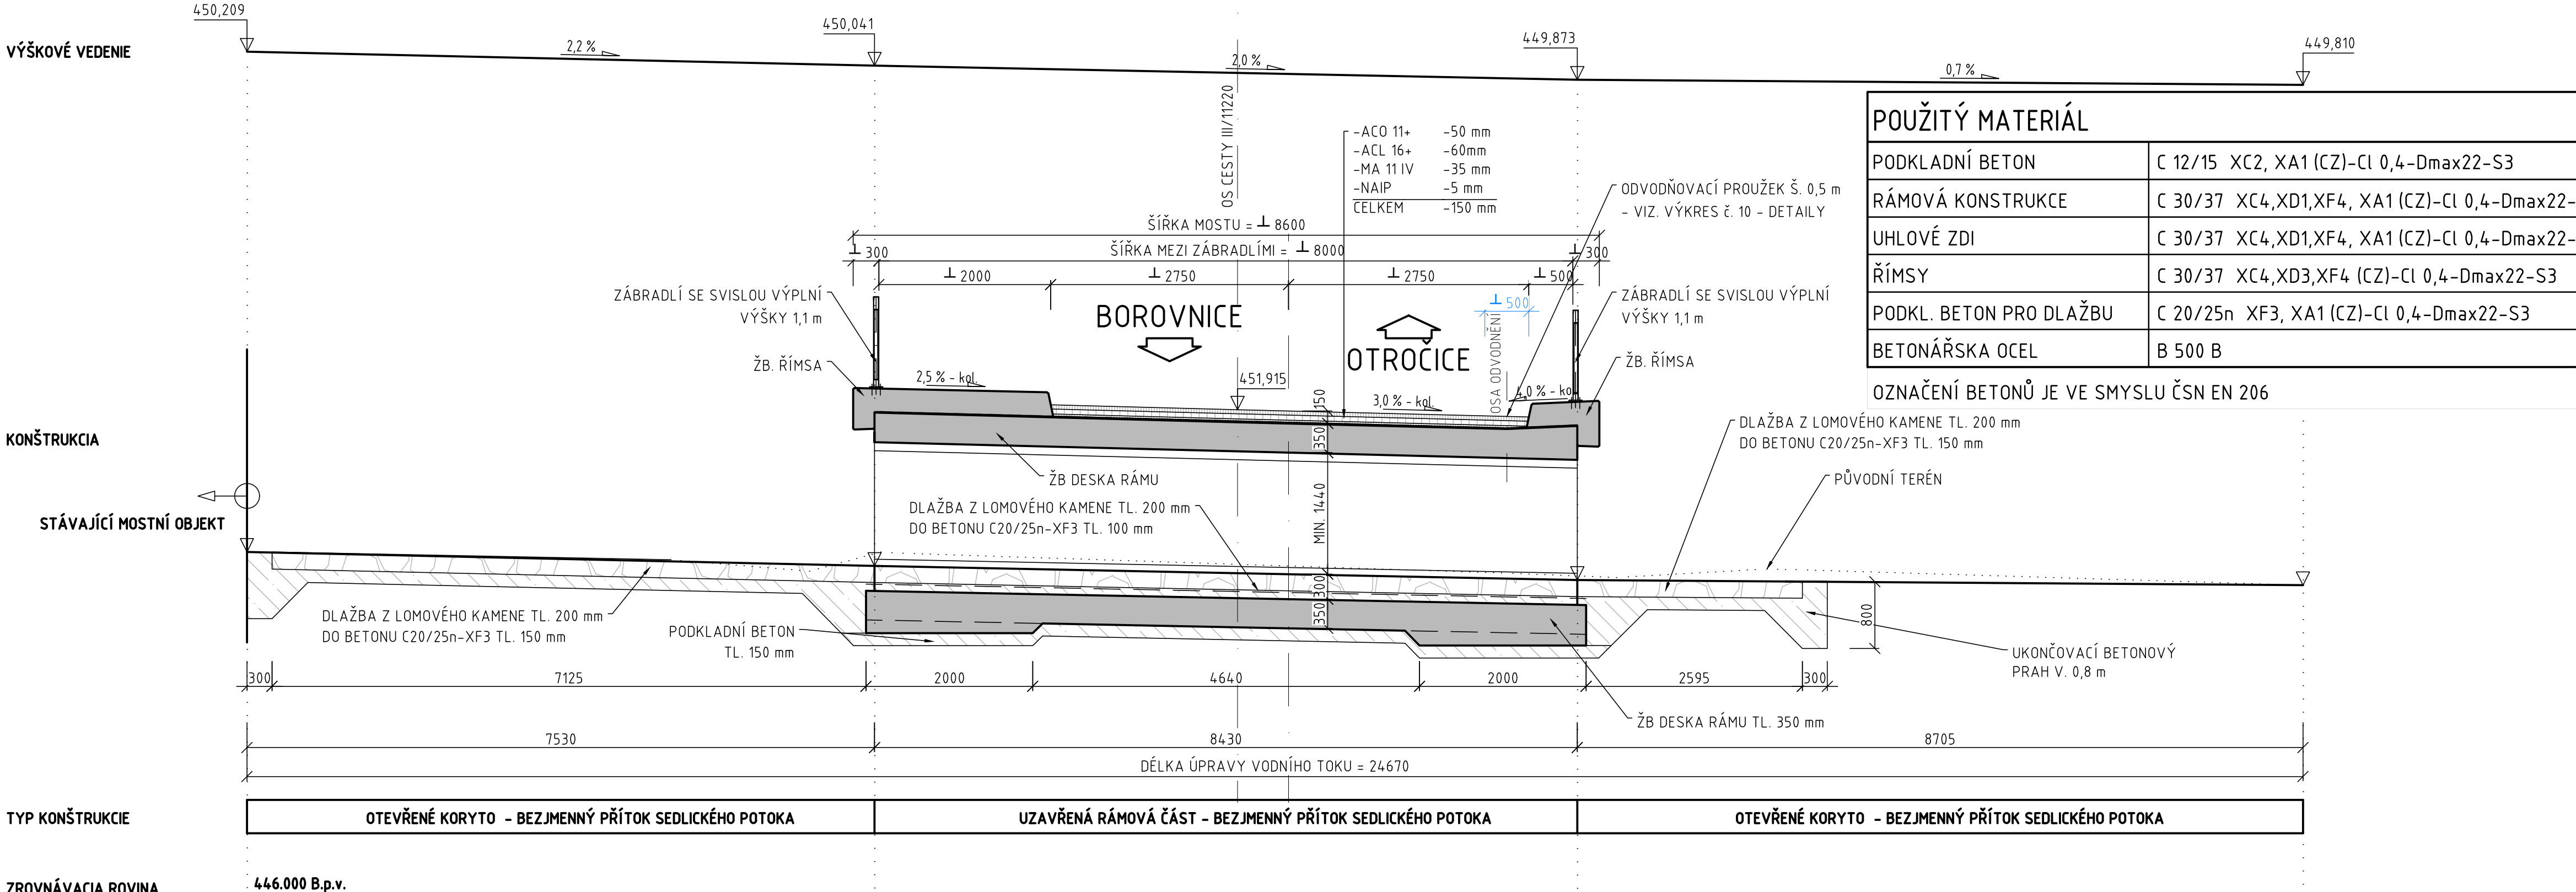 450,209
450,041
449,873
449,810
VÝŠKOVÉ VEDENIE
2,2 %
2,0 %
0,7 %
OS CESTY III/11220
-ACO 11+ -50 mm
-ACL 16+ -60mm
-MA 11 IV -35 mm
-NAIP -5 mm
CELKEM -150 mm
ODVODŇOVACÍ PROUŽEK Š. 0,5 m
- VIZ. VÝKRES č. 10 - DETAILY
POUŽITÝ MATERIÁL
PODKLADNÍ BETON C 12/15 XC2, XA1 (CZ)-Cl 0,4-Dmax22-S3
RÁMOVÁ KONSTRUKCE C 30/37 XC4,XD1,XF4, XA1 (CZ)-Cl 0,4-Dmax22-
UHLOVÉ ZDI C 30/37 XC4,XD1,XF4, XA1 (CZ)-Cl 0,4-Dmax22-
ŘÍMSY C 30/37 XC4,XD3,XF4 (CZ)-Cl 0,4-Dmax22-S3
PODKL. BETON PRO DLAŽBU C 20/25n XF3, XA1 (CZ)-Cl 0,4-Dmax22-S3
BETONÁŘSKA OCEL B 500 B
OZNAČENÍ BETONŮ JE VE SMYSLU ČSN EN 206
ŠÍŘKA MOSTU = ⊥ 8600
⊥ 300
ŠÍŘKA MEZI ZÁBRADLÍMI = ⊥ 8000
⊥ 300
⊥ 2000
⊥ 2750
⊥ 2750
⊥ 500
⊥ 500
ZÁBRADLÍ SE SVISLOU VÝPLNÍ
VÝŠKY 1,1 m
ZÁBRADLÍ SE SVISLOU VÝPLNÍ
VÝŠKY 1,1 m
BOROVNICE
OTROČICE
OSA ODVODNĚNÍ
ŽB. ŘÍMSA
ŽB. ŘÍMSA
2,5 % - kol.
451,915
3,0 % - kol.
4,0 % - kol
150
350
MIN. 1440
300
350
KONŠTRUKCIA
ŽB DESKA RÁMU
DLAŽBA Z LOMOVÉHO KAMENE TL. 200 mm
DO BETONU C20/25n-XF3 TL. 150 mm
PŮVODNÍ TERÉN
STÁVAJÍCÍ MOSTNÍ OBJEKT
DLAŽBA Z LOMOVÉHO KAMENE TL. 200 mm
DO BETONU C20/25n-XF3 TL. 100 mm
DLAŽBA Z LOMOVÉHO KAMENE TL. 200 mm
DO BETONU C20/25n-XF3 TL. 150 mm
PODKLADNÍ BETON
TL. 150 mm
800
UKONČOVACÍ BETONOVÝ
PRAH V. 0,8 m
300
7125
2000
4640
2000
2595
300
ŽB DESKA RÁMU TL. 350 mm
7530
8430
8705
DÉLKA ÚPRAVY VODNÍHO TOKU = 24670
TYP KONŠTRUKCIE
OTEVŘENÉ KORYTO - BEZJMENNÝ PŘÍTOK SEDLICKÉHO POTOKA
UZAVŘENÁ RÁMOVÁ ČÁST - BEZJMENNÝ PŘÍTOK SEDLICKÉHO POTOKA
OTEVŘENÉ KORYTO - BEZJMENNÝ PŘÍTOK SEDLICKÉHO POTOKA
ZROVNÁVACIA ROVINA
446.000 B.p.v.